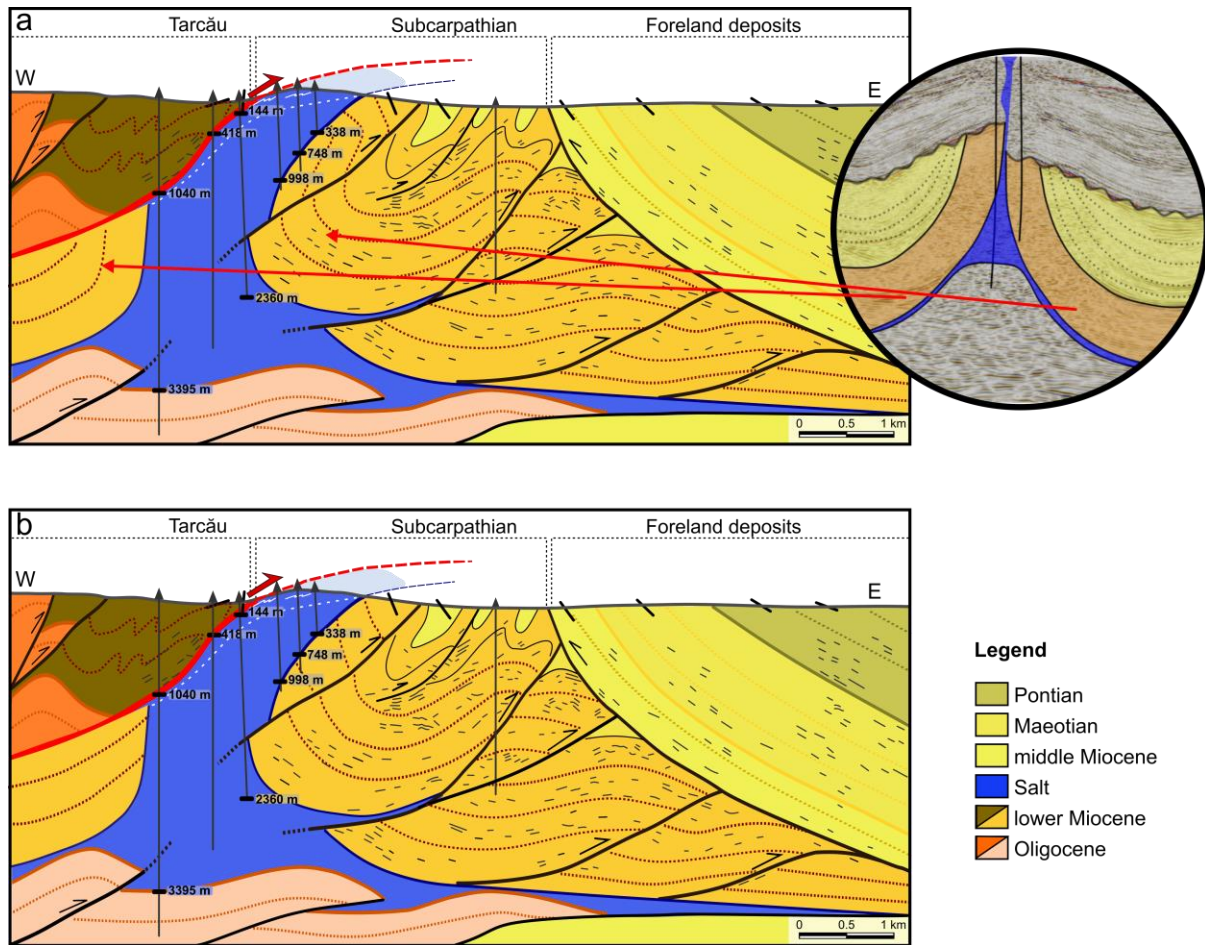 a
Tarcău
Subcarpathian
Foreland deposits
W
E
144 m
418 m
338 m
748 m
998 m
1040 m
2360 m
3395 m
0 0.5 1 km
b
Tarcău
Subcarpathian
Foreland deposits
W
E
144 m
418 m
338 m
748 m
998 m
1040 m
2360 m
3395 m
0 0.5 1 km
Legend
Pontian
Maeotian
middle Miocene
Salt
lower Miocene
Oligocene